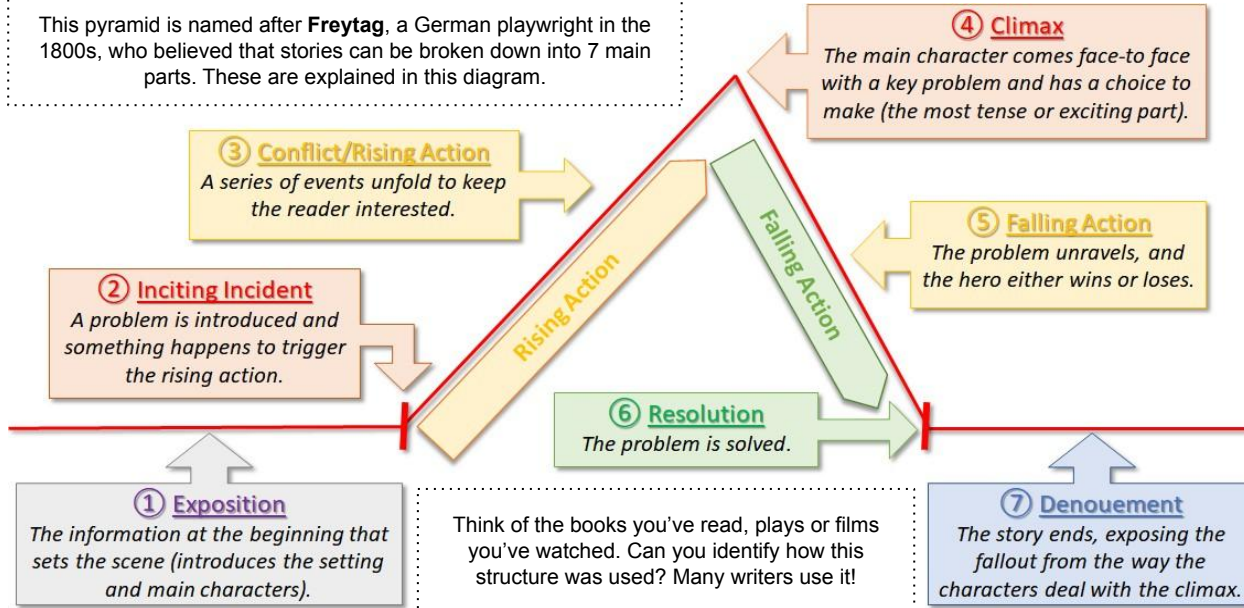 This pyramid is named after Freytag, a German playwright in the
1800s, who believed that stories can be broken down into 7 main
parts. These are explained in this diagram.
④ Climax
The main character comes face-to face
with a key problem and has a choice to
make (the most tense or exciting part).
③ Conflict/Rising Action
A series of events unfold to keep
the reader interested.
Rising Action
Falling Action
⑤ Falling Action
The problem unravels, and
the hero either wins or loses.
② Inciting Incident
A problem is introduced and
something happens to trigger
the rising action.
⑥ Resolution
The problem is solved.
① Exposition
The information at the beginning that
sets the scene (introduces the setting
and main characters).
Think of the books you’ve read, plays or films
you’ve watched. Can you identify how this
structure was used? Many writers use it!
⑦ Denouement
The story ends, exposing the
fallout from the way the
characters deal with the climax.